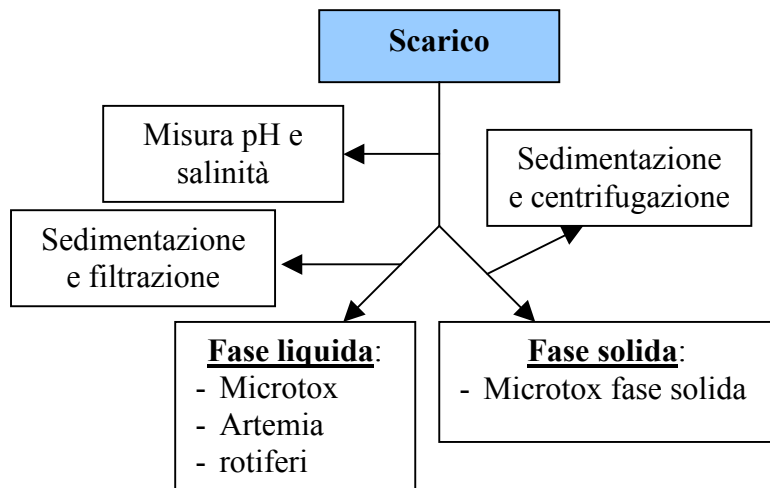 Scarico
Misura pH e
salinità
Sedimentazione
e centrifugazione
Sedimentazione
e filtrazione
Fase liquida:
- Microtox
- Artemia
- rotiferi
Fase solida:
- Microtox fase solida